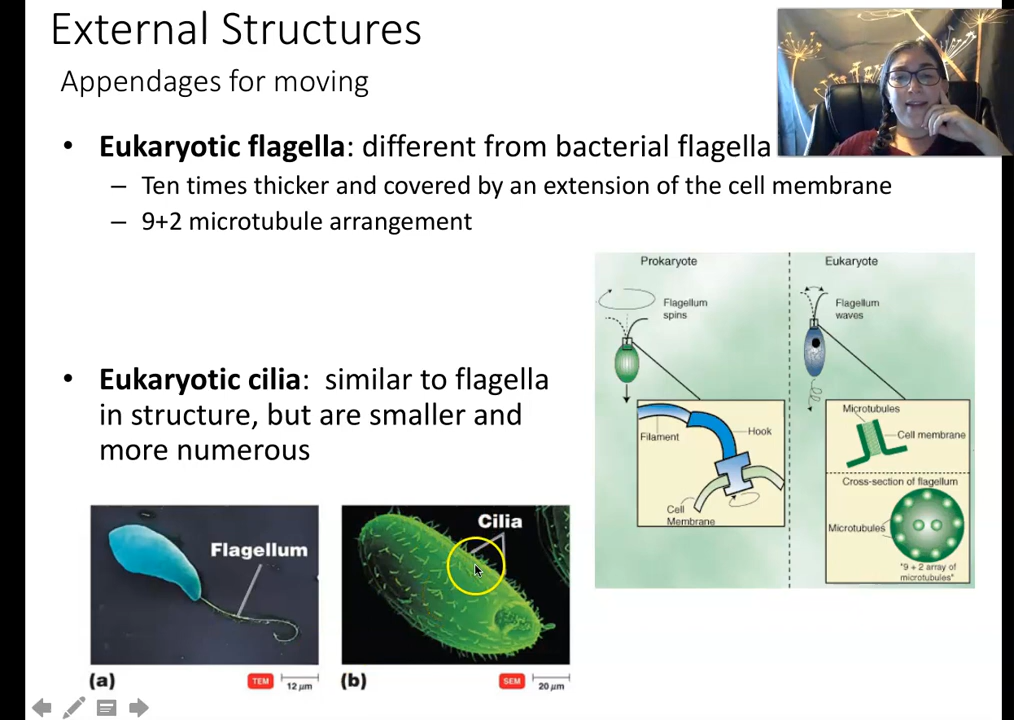 External Structures
Appendages for moving
• Eukaryotic flagella: different from bacterial flagella
– Ten times thicker and covered by an extension of the cell membrane
– 9+2 microtubule arrangement
• Eukaryotic cilia: similar to flagella
in structure, but are smaller and
more numerous
Prokaryote
Flagellum
spins
Filament
Hook
Cell
Membrane
Eukaryote
Flagellum
waves
Microtubules
Cell membrane
Cross-section of flagellum
Microtubules
"9 + 2 array of
microtubules"
Flagellum
(a)
TEM
12 µm
Cilia
(b)
SEM
20 µm